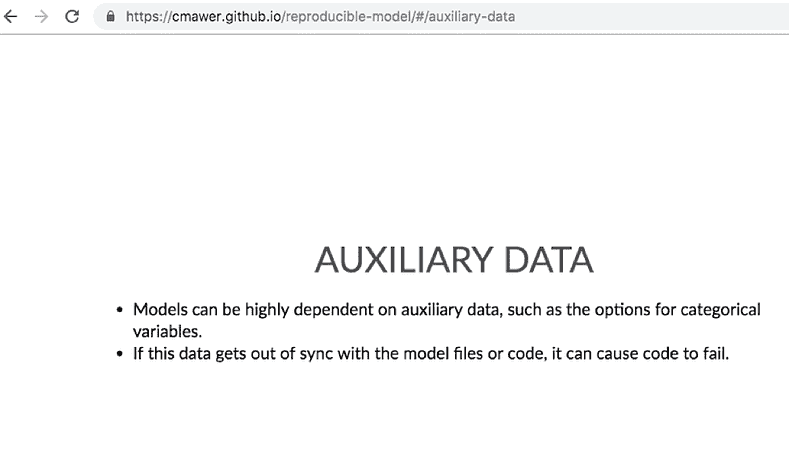 https://cmawer.github.io/reproducible-model/#/auxiliary-data
AUXILIARY DATA
• Models can be highly dependent on auxiliary data, such as the options for categorical
variables.
• If this data gets out of sync with the model files or code, it can cause code to fail.